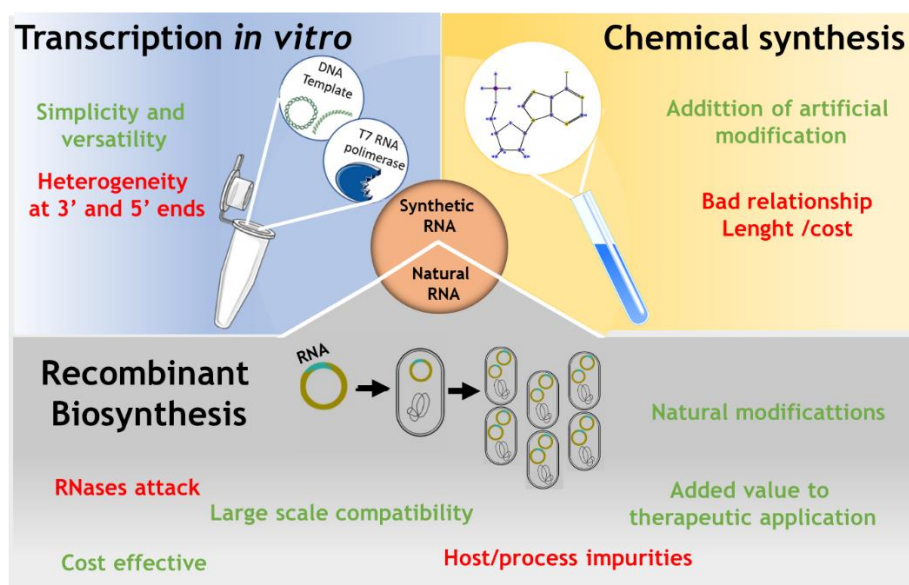 Transcription in vitro
DNA
Template
T7 RNA
polimerase
Simplicity and
versatility
Heterogeneity
at 3’ and 5’ ends
Chemical synthesis
Addittion of artificial
modification
Bad relationship
Lenght /cost
Synthetic
RNA
Natural
RNA
Recombinant
Biosynthesis
RNA
Natural modificattions
RNases attack
Large scale compatibility
Added value to
therapeutic application
Cost effective
Host/process impurities